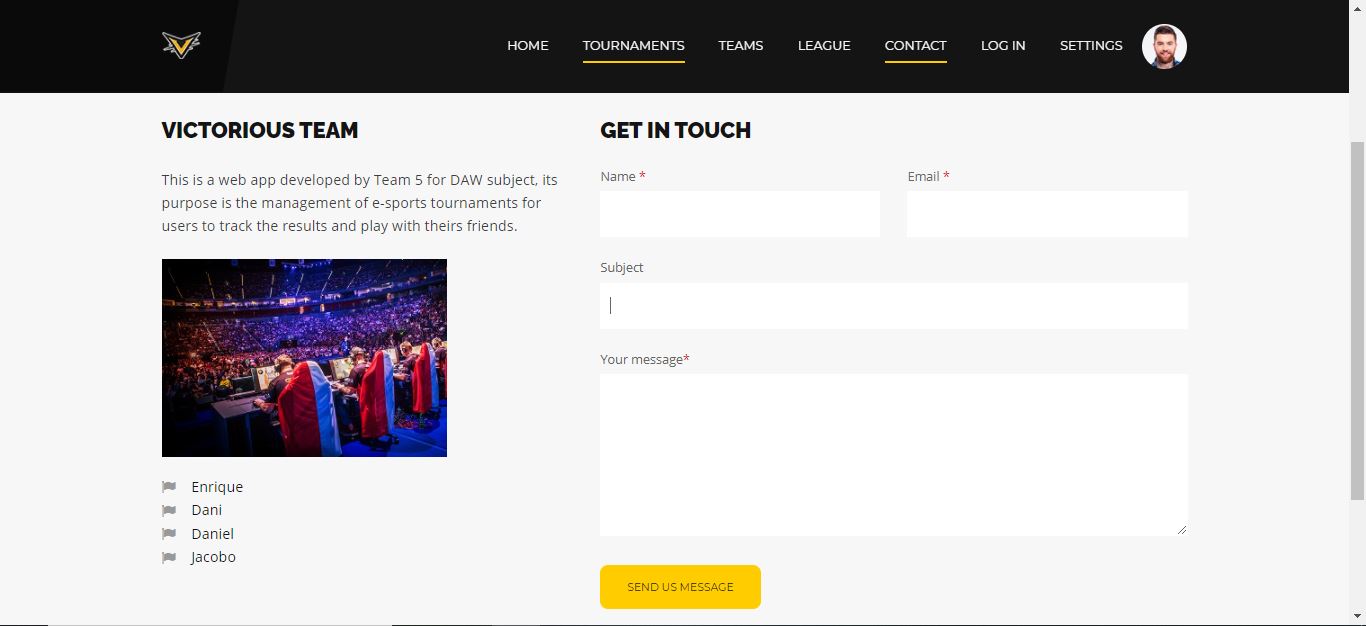 HOME TOURNAMENTS TEAMS LEAGUE CONTACT LOG IN SETTINGS
VICTORIOUS TEAM
This is a web app developed by Team 5 for DAW subject, its
purpose is the management of e-sports tournaments for
users to track the results and play with theirs friends.
Enrique
Dani
Daniel
Jacobo
GET IN TOUCH
Name * Email *
Subject
Your message*
SEND US MESSAGE